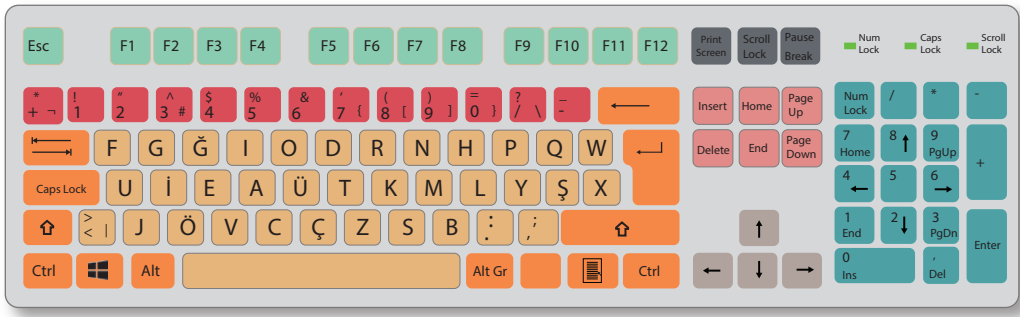 Esc F1 F2 F3 F4 F5 F6 F7 F8 F9 F10 F11 F12 Print Screen Scroll Lock Pause Break Num Lock Caps Lock Scroll Lock
* + ¬ ! 1 " 2 ^ 3 # $ 4 % 5 & 6 ' 7 { ( 8 [ ) 9 ] = 0 } ? / \ _ - Insert Home Page Up Num Lock / * -
F G Ğ I O D R N H P Q W Delete End Page Down 7 Home 8 9 PgUp +
Caps Lock U İ E A Ü T K M L Y Ş X 4 5 6
> < | J Ö V C Ç Z S B : . ; , 1 End 2 3 PgDn Enter
Ctrl Alt Alt Gr Ctrl 0 Ins , Del